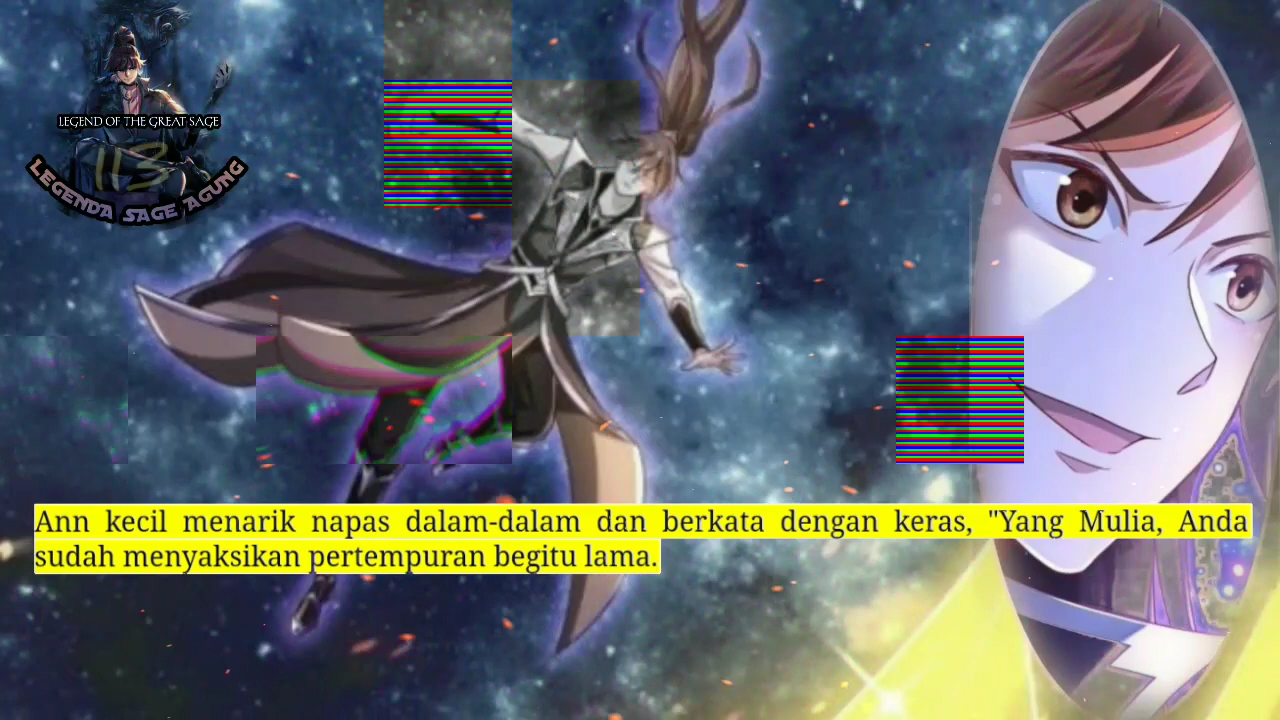 LEGEND OF THE GREAT SAGE
113
LEGENDA SAGE AGUNG
Ann kecil menarik napas dalam-dalam dan berkata dengan keras, "Yang Mulia, Anda
sudah menyaksikan pertempuran begitu lama.